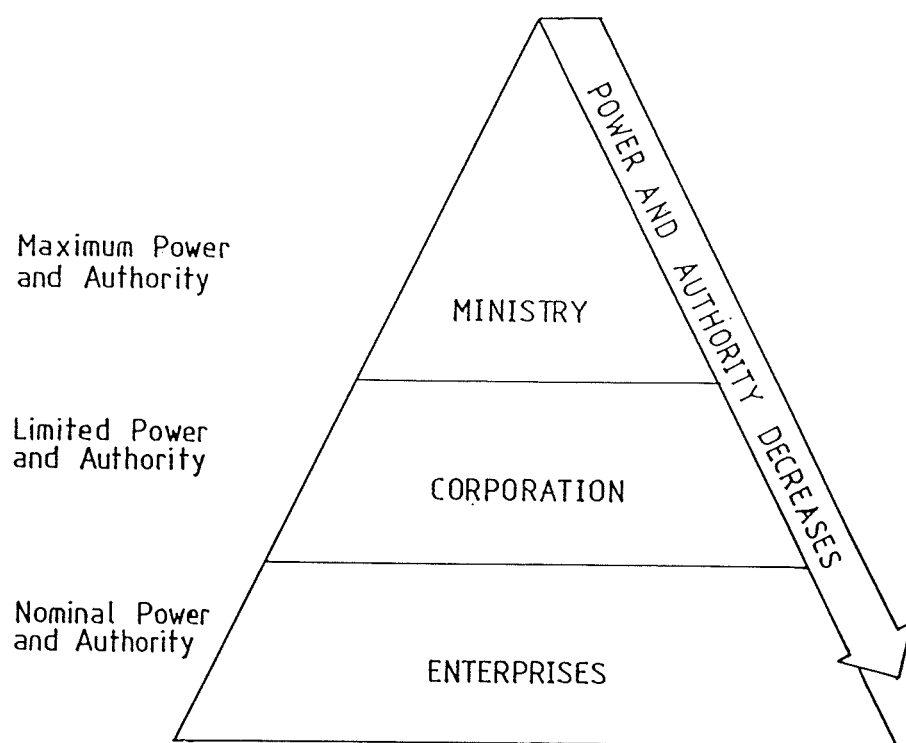 Maximum Power
and Authority
MINISTRY
Limited Power
and Authority
CORPORATION
Nominal Power
and Authority
ENTERPRISES
POWER AND AUTHORITY DECREASES